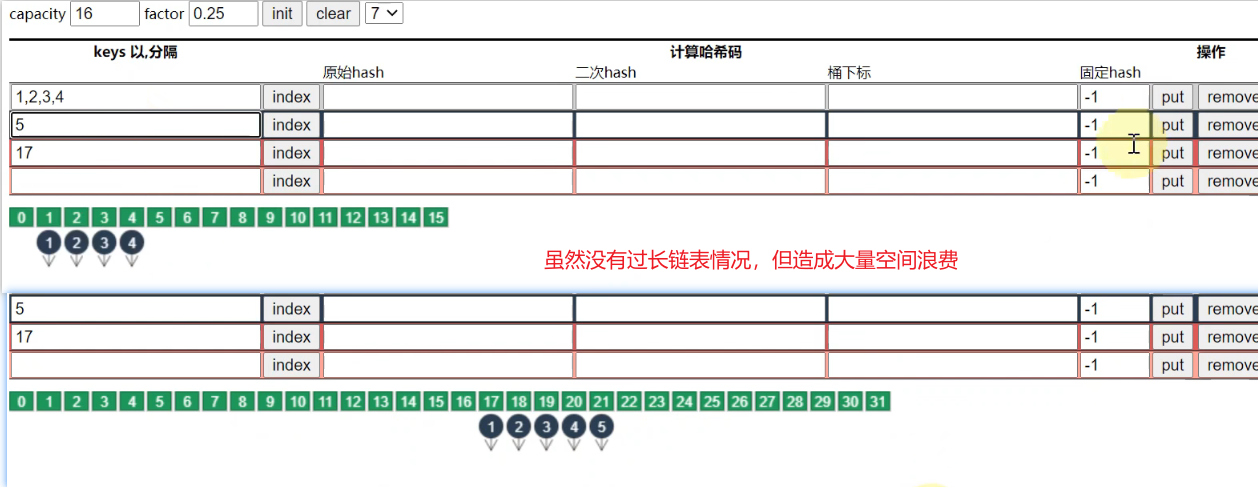 capacity 16 factor 0.25 init clear 7
keys 以,分隔 计算哈希码 操作
原始hash 二次hash 桶下标 固定hash
1,2,3,4 index -1 put remove
5 index -1 put remove
17 index -1 put remove
index -1 put remove
0 1 2 3 4 5 6 7 8 9 10 11 12 13 14 15
1 2 3 4
虽然没有过长链表情况，但造成大量空间浪费
5 index -1 put remove
17 index -1 put remove
index -1 put remove
0 1 2 3 4 5 6 7 8 9 10 11 12 13 14 15 16 17 18 19 20 21 22 23 24 25 26 27 28 29 30 31
1 2 3 4 5